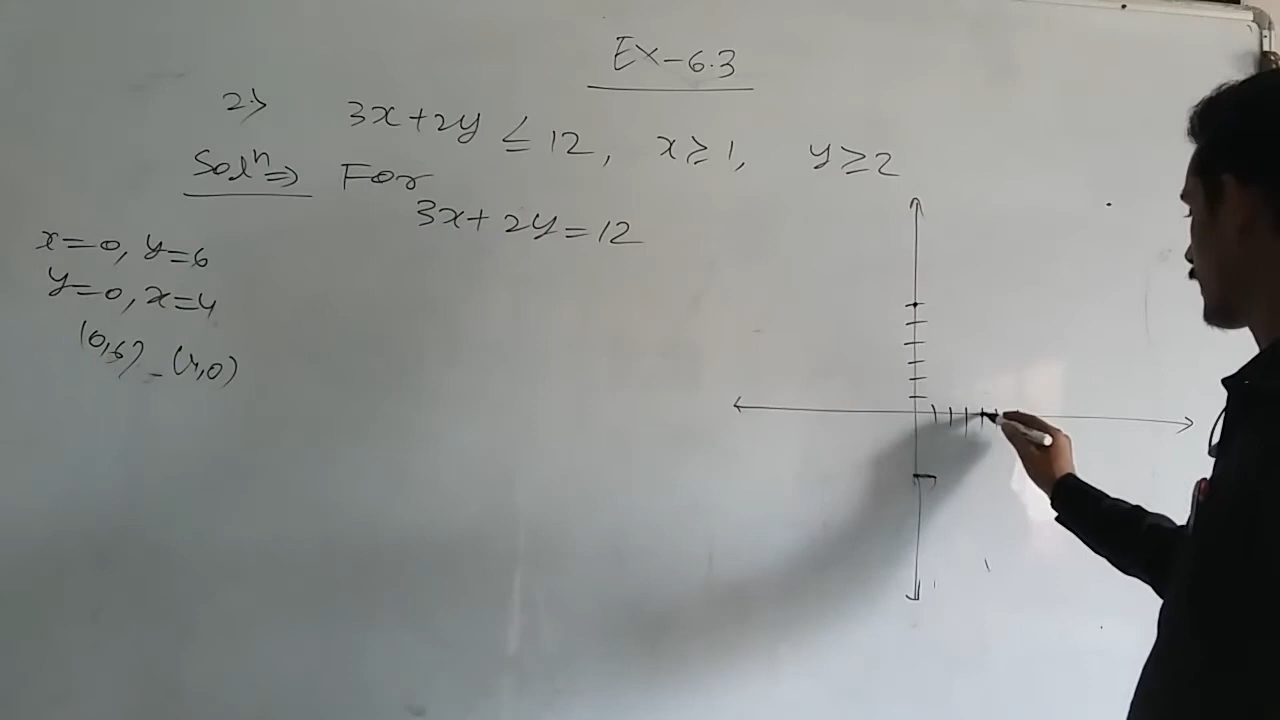 Ex-6.3
2.> 3x+2y ≤ 12, x ≥ 1, y ≥ 2
Solⁿ ⇒ For
3x + 2y = 12
x=0, y=6
y=0, x=4
(0,6) - (4,0)